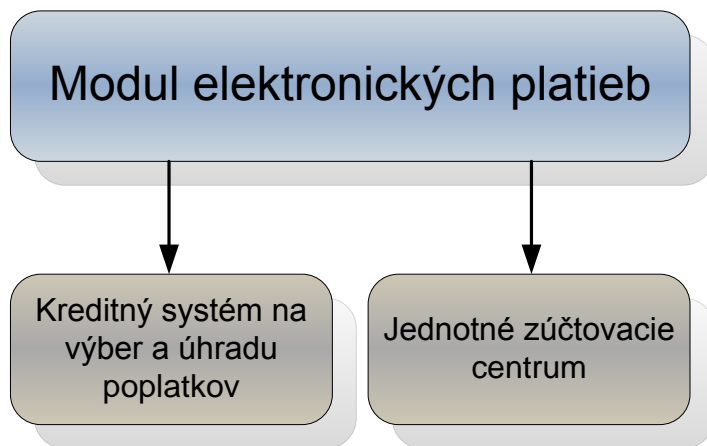 Modul elektronických platieb
Kreditný systém na
výber a úhradu
poplatkov
Jednotné zúčtovacie
centrum